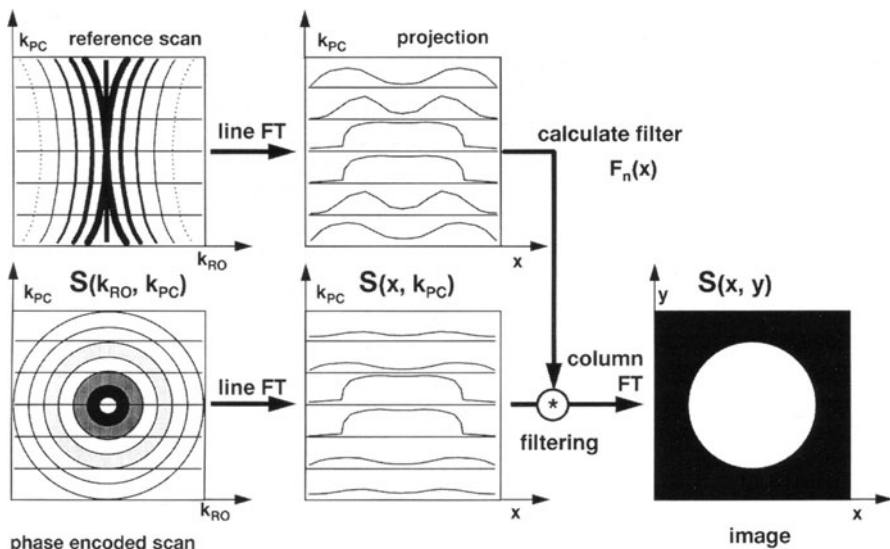 k_PC reference scan
k_PC projection
line FT
calculate filter
F_n(x)
k_RO
x
k_PC S(k_RO, k_PC)
k_PC S(x, k_PC)
y S(x, y)
line FT
column
FT
*
filtering
k_RO
x
x
phase encoded scan
image